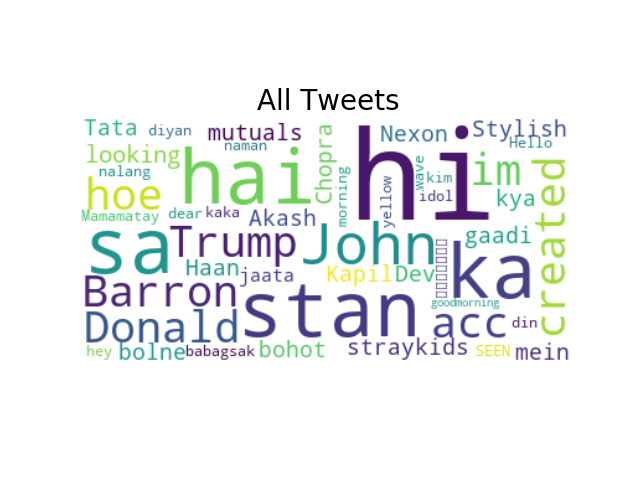 All Tweets
Tata
diyan
mutuals
naman
looking
nalang
hai
Chopra
hi
Nexon
Stylish
Hello
hoe
Mamamatay
dear
kaka
Akash
morning
yellow
wave
kim
idol
im
kya
created
sa
Trump
John
ka
gaadi
Haan
jaata
Kapil
Dev
Barron
stan
goodmorning
Donald
acc
din
hey
bolne
babagsak
bohot
straykids
SEEN
mein